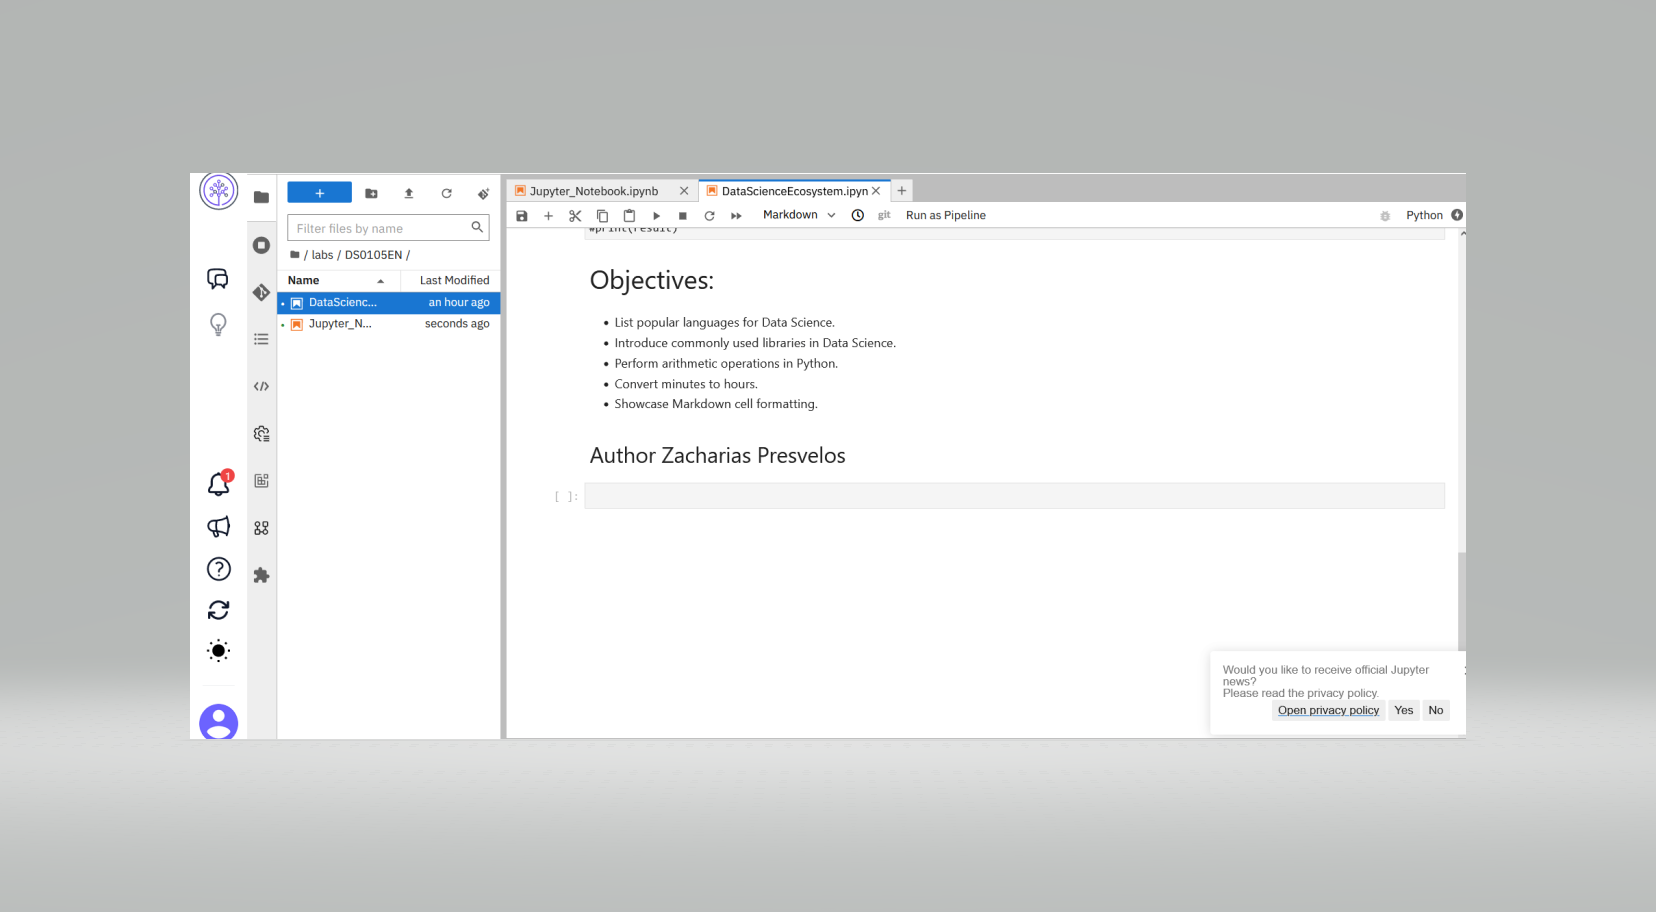 Jupyter_Notebook.ipynb
DataScienceEcosystem.ipyn
Markdown
git
Run as Pipeline
Python
Filter files by name
/ labs / DS0105EN /
Name
Last Modified
DataScienc...
an hour ago
Jupyter_N...
seconds ago
1
#print(result)
Objectives:
• List popular languages for Data Science.
• Introduce commonly used libraries in Data Science.
• Perform arithmetic operations in Python.
• Convert minutes to hours.
• Showcase Markdown cell formatting.
Author Zacharias Presvelos
[ ]:
Would you like to receive official Jupyter
news?
Please read the privacy policy.
Open privacy policy
Yes
No